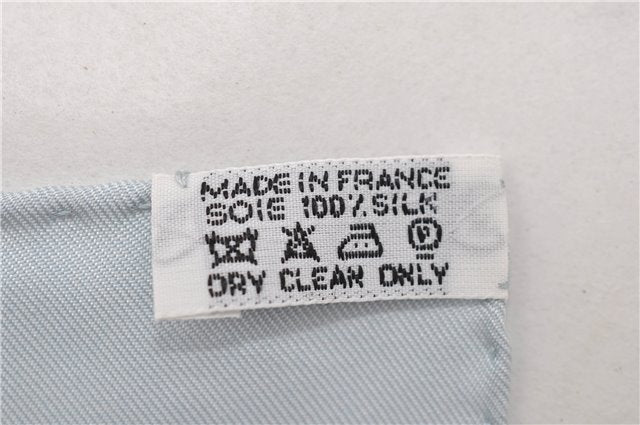 MADE IN FRANCE
SOIE 100% SILK
P
DRY CLEAN ONLY